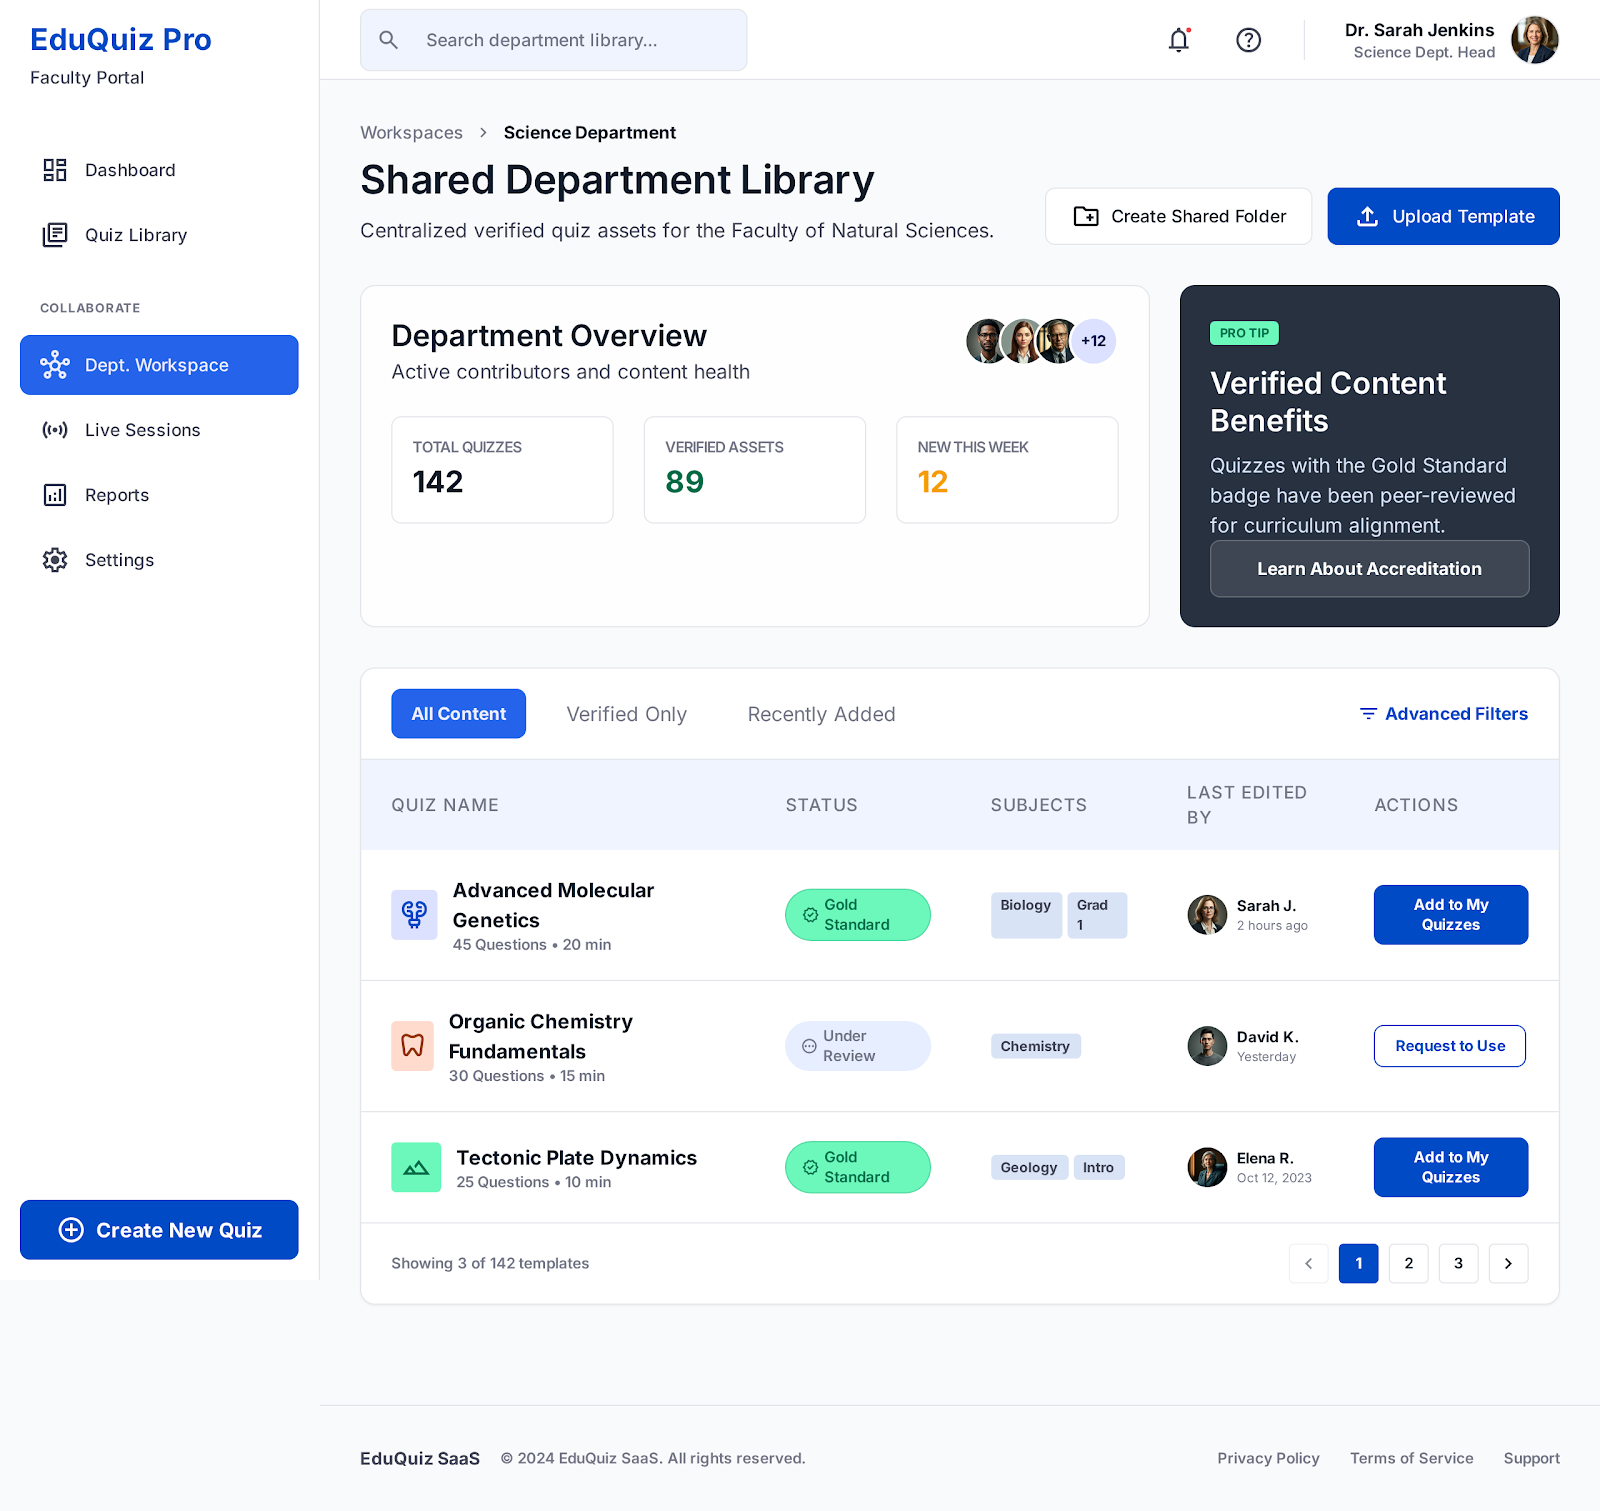 EduQuiz Pro
Faculty Portal
Dashboard
Quiz Library
COLLABORATE
Dept. Workspace
Live Sessions
Reports
Settings
Create New Quiz
Search department library...
Dr. Sarah Jenkins
Science Dept. Head
Workspaces
Science Department
Shared Department Library
Centralized verified quiz assets for the Faculty of Natural Sciences.
Create Shared Folder
Upload Template
Department Overview
Active contributors and content health
+12
TOTAL QUIZZES
142
VERIFIED ASSETS
89
NEW THIS WEEK
12
PRO TIP
Verified Content
Benefits
Quizzes with the Gold Standard
badge have been peer-reviewed
for curriculum alignment.
Learn About Accreditation
All Content
Verified Only
Recently Added
Advanced Filters
QUIZ NAME
STATUS
SUBJECTS
LAST EDITED
BY
ACTIONS
Advanced Molecular
Genetics
45 Questions • 20 min
Gold
Standard
Biology
Grad
1
Sarah J.
2 hours ago
Add to My
Quizzes
Organic Chemistry
Fundamentals
30 Questions • 15 min
Under
Review
Chemistry
David K.
Yesterday
Request to Use
Tectonic Plate Dynamics
25 Questions • 10 min
Gold
Standard
Geology
Intro
Elena R.
Oct 12, 2023
Add to My
Quizzes
Showing 3 of 142 templates
1
2
3
EduQuiz SaaS
© 2024 EduQuiz SaaS. All rights reserved.
Privacy Policy
Terms of Service
Support